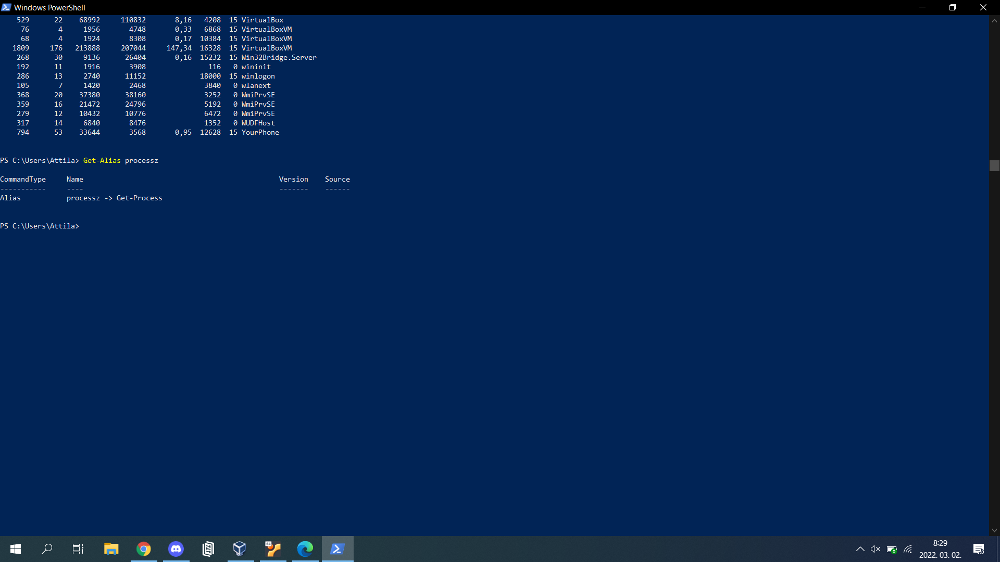 Windows PowerShell
529 22 68992 110832 8,16 4208 15 VirtualBox
76 4 1956 4748 0,33 6868 15 VirtualBoxVM
68 4 1924 8308 0,17 10384 15 VirtualBoxVM
1809 176 213888 207044 147,34 16328 15 VirtualBoxVM
268 30 9136 26404 0,16 15232 15 Win32Bridge.Server
192 11 1916 3908 116 0 wininit
286 13 2740 11152 18000 15 winlogon
105 7 1420 2468 3840 0 wlanext
368 20 37380 38160 3252 0 WmiPrvSE
359 16 21472 24796 5192 0 WmiPrvSE
279 12 10432 10776 6472 0 WmiPrvSE
317 14 6840 8476 1352 0 WUDFHost
794 53 33644 3568 0,95 12628 15 YourPhone
PS C:\Users\Attila> Get-Alias processz
CommandType Name Version Source
----------- ---- ------- ------
Alias processz -> Get-Process
PS C:\Users\Attila>
64
8:29
2022. 03. 02.